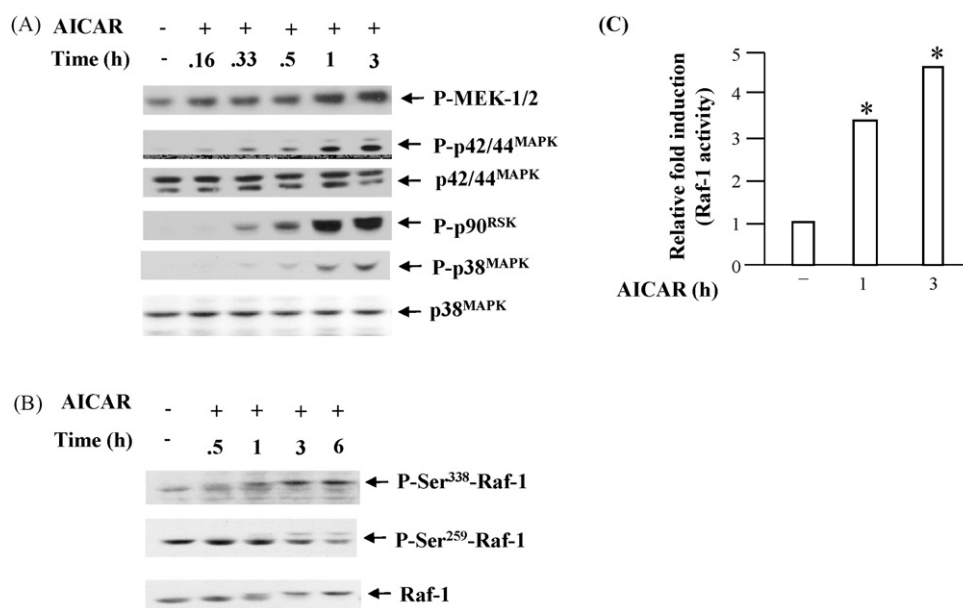 (A)
AICAR - + + + + +
Time (h) - .16 .33 .5 1 3
P-MEK-1/2
P-p42/44MAPK
p42/44MAPK
P-p90RSK
P-p38MAPK
p38MAPK
(B)
AICAR - + + + +
Time (h) - .5 1 3 6
P-Ser338-Raf-1
P-Ser259-Raf-1
Raf-1
(C)
Relative fold induction
(Raf-1 activity)
5
4
3
2
1
0
*
*
AICAR (h) – 1 3